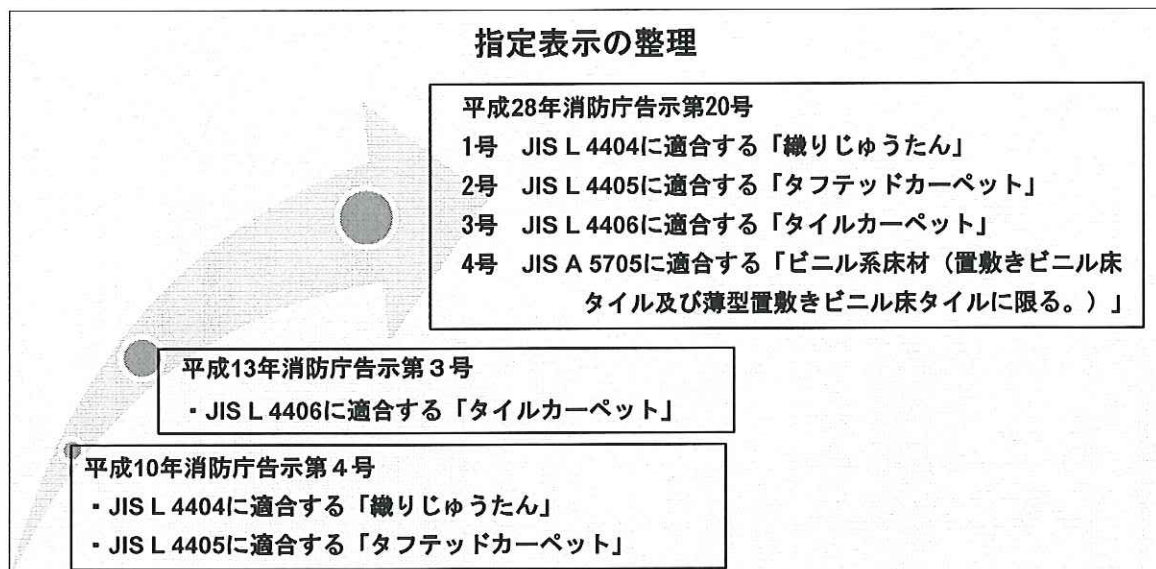 指定表示の整理
平成28年消防庁告示第20号
1号 JIS L 4404に適合する「織りじゅうたん」
2号 JIS L 4405に適合する「タフテッドカーペット」
3号 JIS L 4406に適合する「タイルカーペット」
4号 JIS A 5705に適合する「ビニル系床材（置敷きビニル床
タイル及び薄型置敷きビニル床タイルに限る。）」
平成13年消防庁告示第３号
・JIS L 4406に適合する「タイルカーペット」
平成10年消防庁告示第４号
・JIS L 4404に適合する「織りじゅうたん」
・JIS L 4405に適合する「タフテッドカーペット」